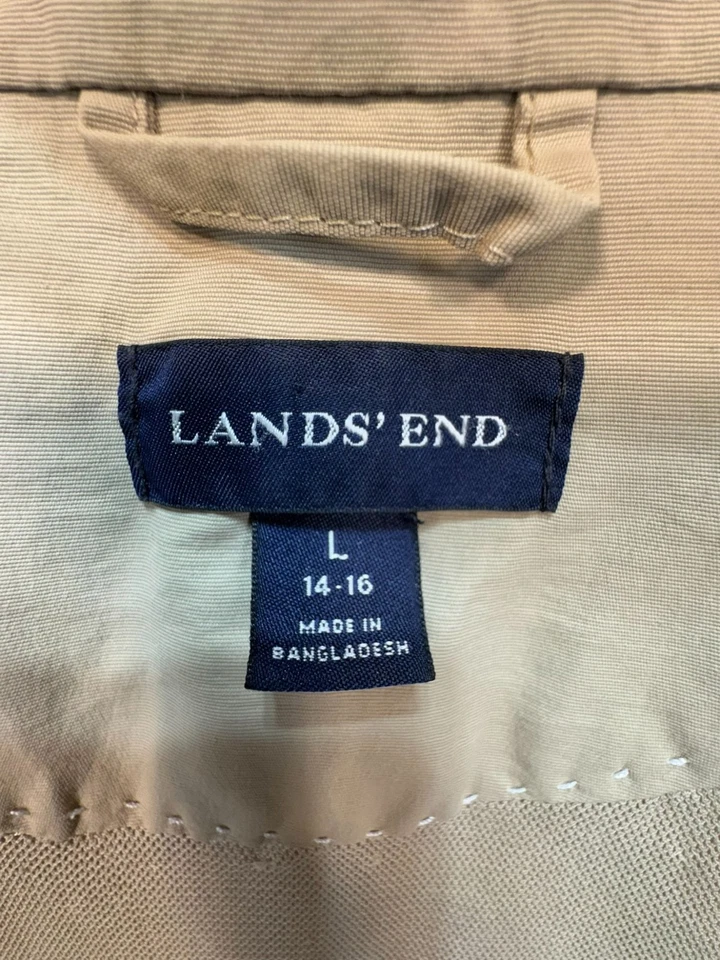 LANDS' END
L
14-16
MADE IN
BANGLADESH